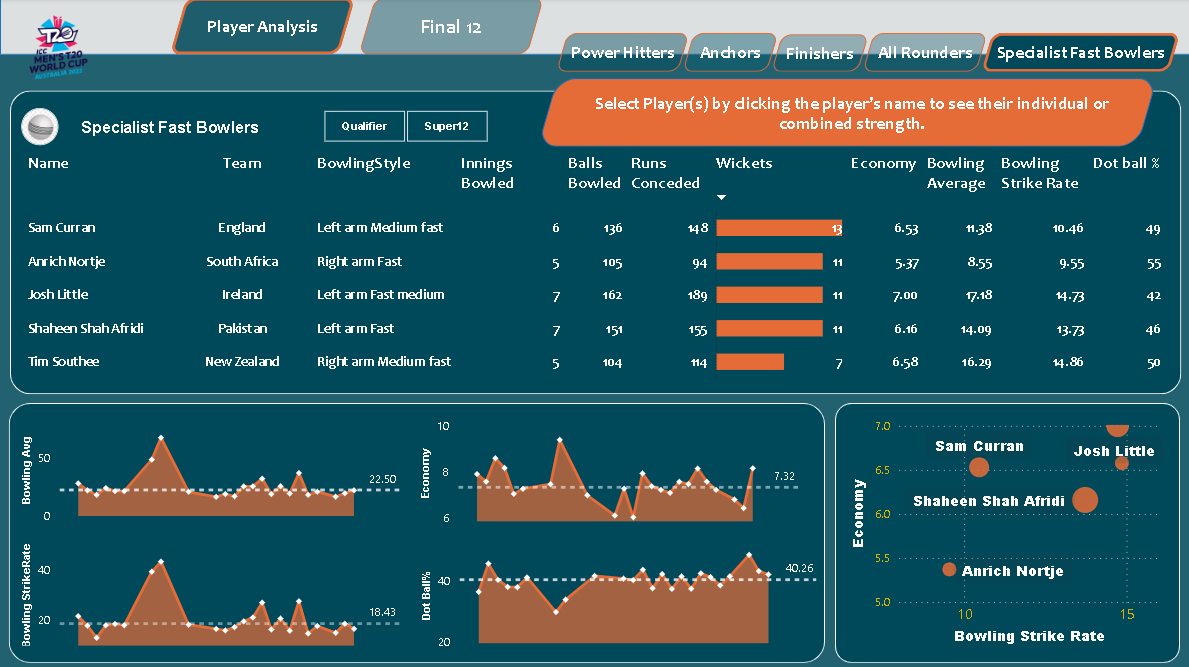 Player Analysis
Final 12
ICC
MEN'S T20
WORLD CUP
AUSTRALIA 2022
Power Hitters
Anchors
Finishers
All Rounders
Specialist Fast Bowlers
Select Player(s) by clicking the player's name to see their individual or
combined strength.
Specialist Fast Bowlers
Qualifier
Super12
Name Team BowlingStyle Innings Balls Runs Wickets Economy Bowling Bowling Dot ball %
Bowled Bowled Conceded Average Strike Rate
Sam Curran England Left arm Medium fast 6 136 148 13 6.53 11.38 10.46 49
Anrich Nortje South Africa Right arm Fast 5 105 94 11 5.37 8.55 9.55 55
Josh Little Ireland Left arm Fast medium 7 162 189 11 7.00 17.18 14.73 42
Shaheen Shah Afridi Pakistan Left arm Fast 7 151 155 11 6.16 14.09 13.73 46
Tim Southee New Zealand Right arm Medium fast 5 104 114 7 6.58 16.29 14.86 50
Bowling Avg
50
0
22.50
Economy
10
8
6
7.32
Bowling StrikeRate
40
20
18.43
Dot Ball%
40
20
40.26
Economy
7.0
6.5
6.0
5.5
5.0
Sam Curran
Josh Little
Shaheen Shah Afridi
Anrich Nortje
10 15
Bowling Strike Rate